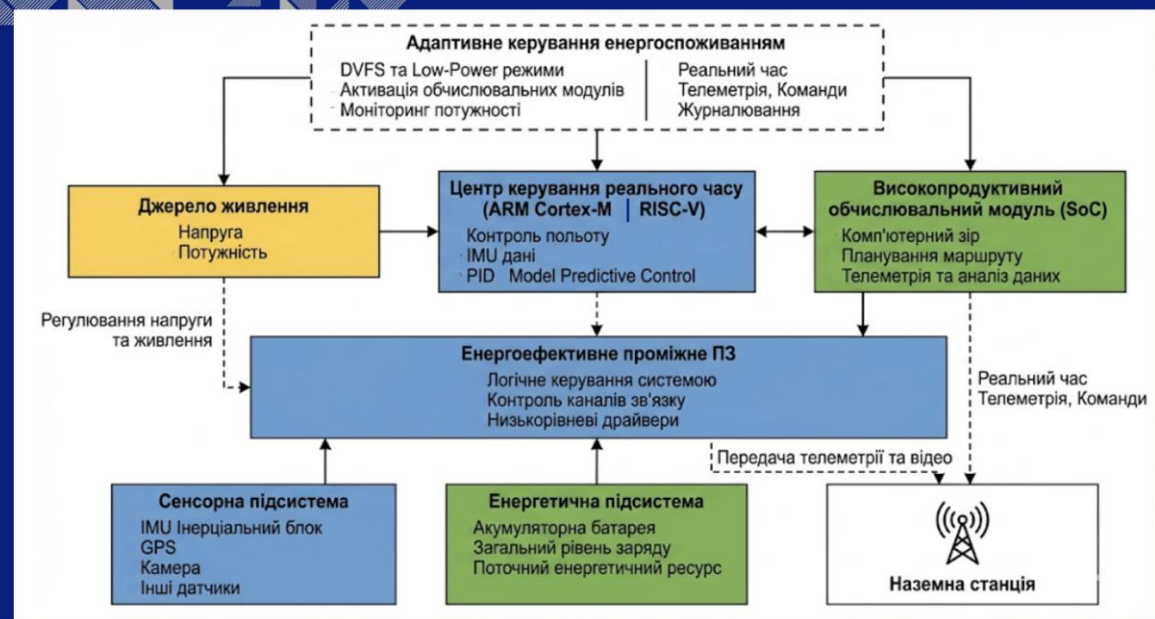 Адаптивне керування енергоспоживанням
DVFS та Low-Power режими
Активація обчислювальних модулів
Моніторинг потужності
Реальний час
Телеметрія, Команди
Журналювання
Джерело живлення
Напруга
Потужність
Центр керування реального часу
(ARM Cortex-M | RISC-V)
Контроль польоту
IMU дані
PID Model Predictive Control
Високопродуктивний
обчислювальний модуль (SoC)
Комп'ютерний зір
Планування маршруту
Телеметрія та аналіз даних
Регулювання напруги
та живлення
Енергоефективне проміжне ПЗ
Логічне керування системою
Контроль каналів зв'язку
Низькорівневі драйвери
Реальний час
Телеметрія, Команди
Передача телеметрії та відео
Сенсорна підсистема
IMU Інерціальний блок
GPS
Камера
Інші датчики
Енергетична підсистема
Акумуляторна батарея
Загальний рівень заряду
Поточний енергетичний ресурс
Наземна станція